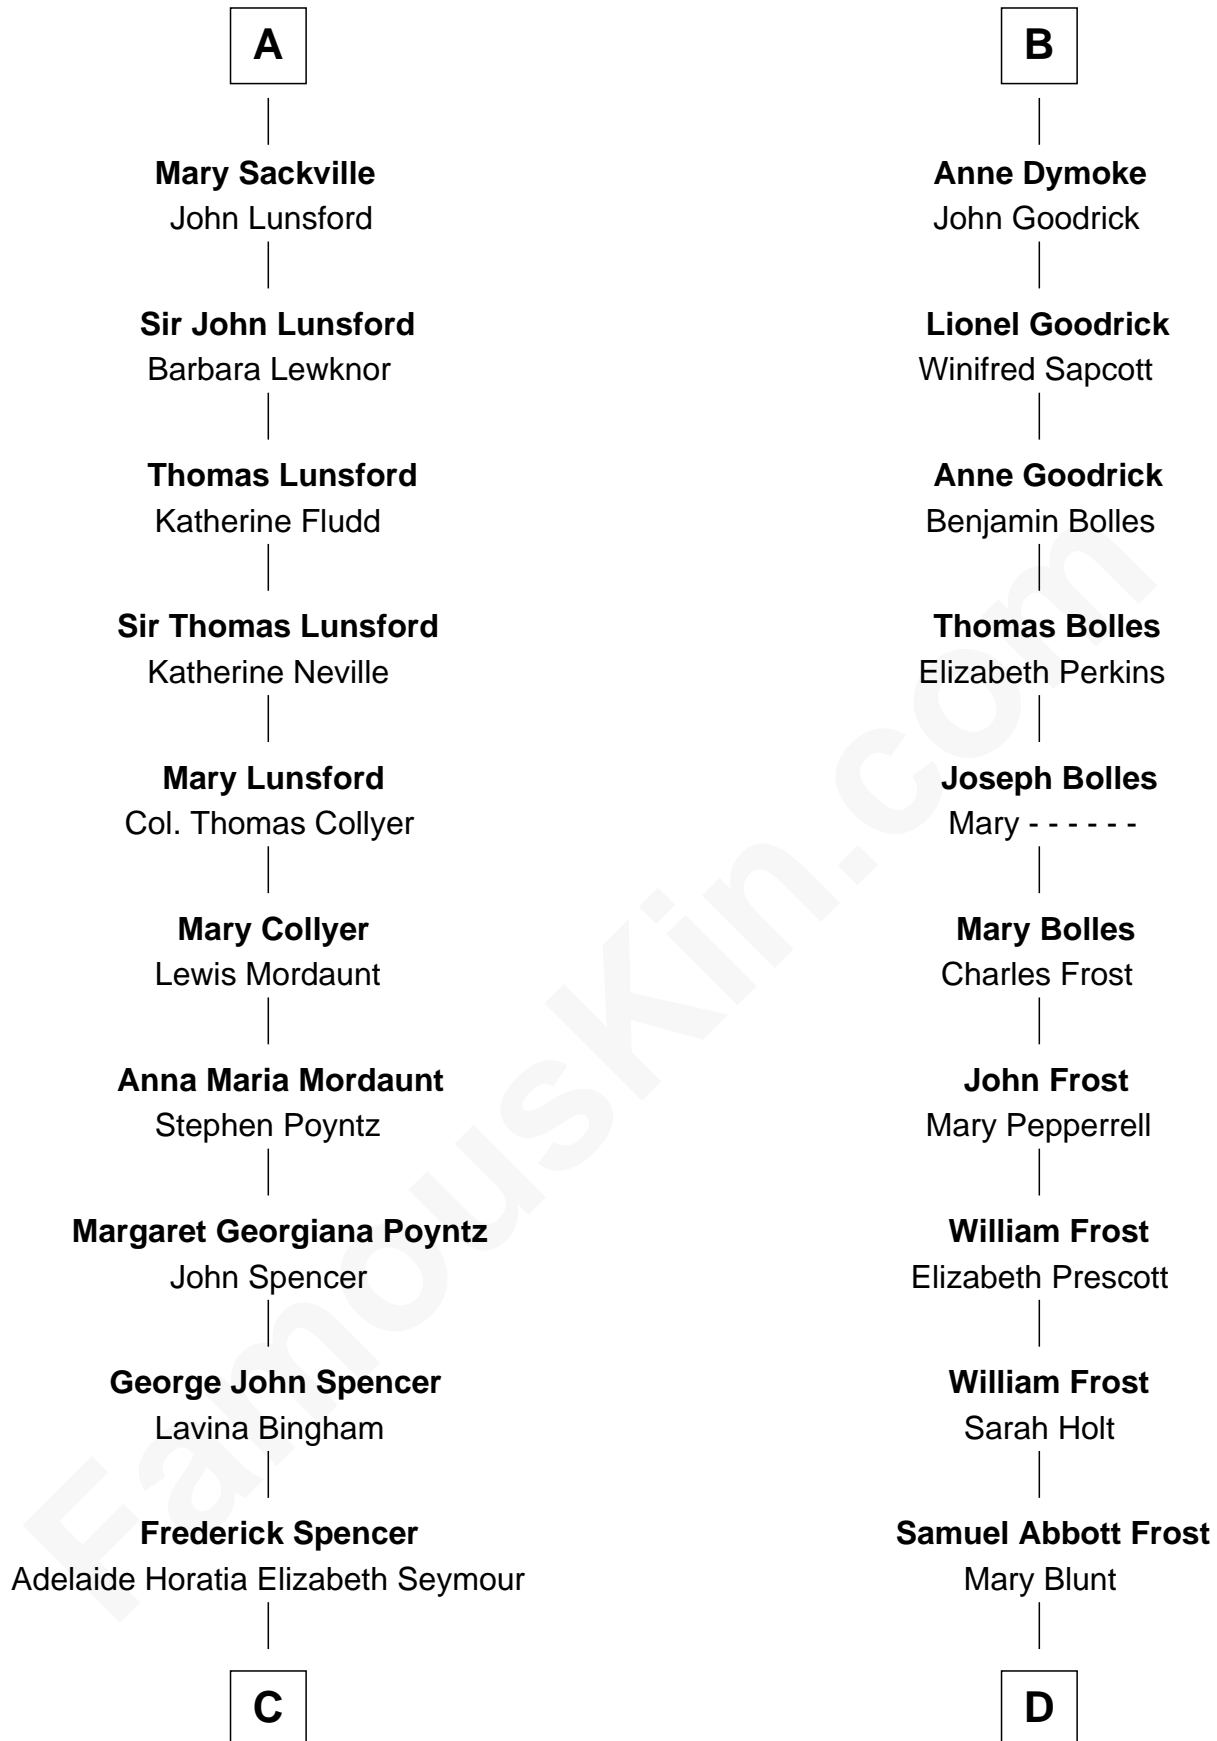 A
Mary Sackville
John Lunsford
Sir John Lunsford
Barbara Lewknor
Thomas Lunsford
Katherine Fludd
Sir Thomas Lunsford
Katherine Neville
Mary Lunsford
Col. Thomas Collyer
Mary Collyer
Lewis Mordaunt
Anna Maria Mordaunt
Stephen Poyntz
Margaret Georgiana Poyntz
John Spencer
George John Spencer
Lavina Bingham
Frederick Spencer
Adelaide Horatia Elizabeth Seymour
C
B
Anne Dymoke
John Goodrick
Lionel Goodrick
Winifred Sapcott
Anne Goodrick
Benjamin Bolles
Thomas Bolles
Elizabeth Perkins
Joseph Bolles
Mary - - - - - -
Mary Bolles
Charles Frost
John Frost
Mary Pepperrell
William Frost
Elizabeth Prescott
William Frost
Sarah Holt
Samuel Abbott Frost
Mary Blunt
D
FamousKin.com